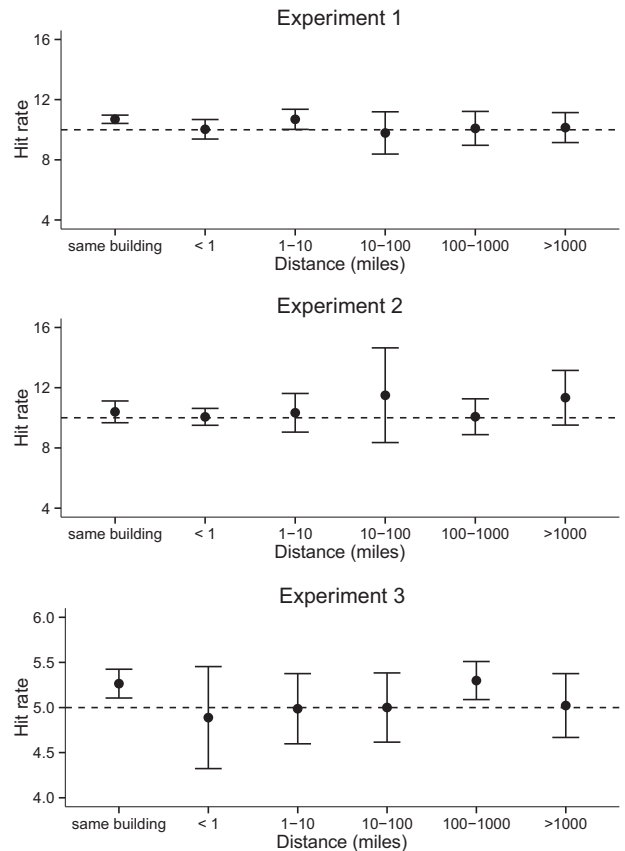 Experiment 1
16
12
8
4
Hit rate
same building < 1 1−10 10−100 100−1000 >1000
Distance (miles)
Experiment 2
16
12
8
4
Hit rate
same building < 1 1−10 10−100 100−1000 >1000
Distance (miles)
Experiment 3
6.0
5.5
5.0
4.5
4.0
Hit rate
same building < 1 1−10 10−100 100−1000 >1000
Distance (miles)